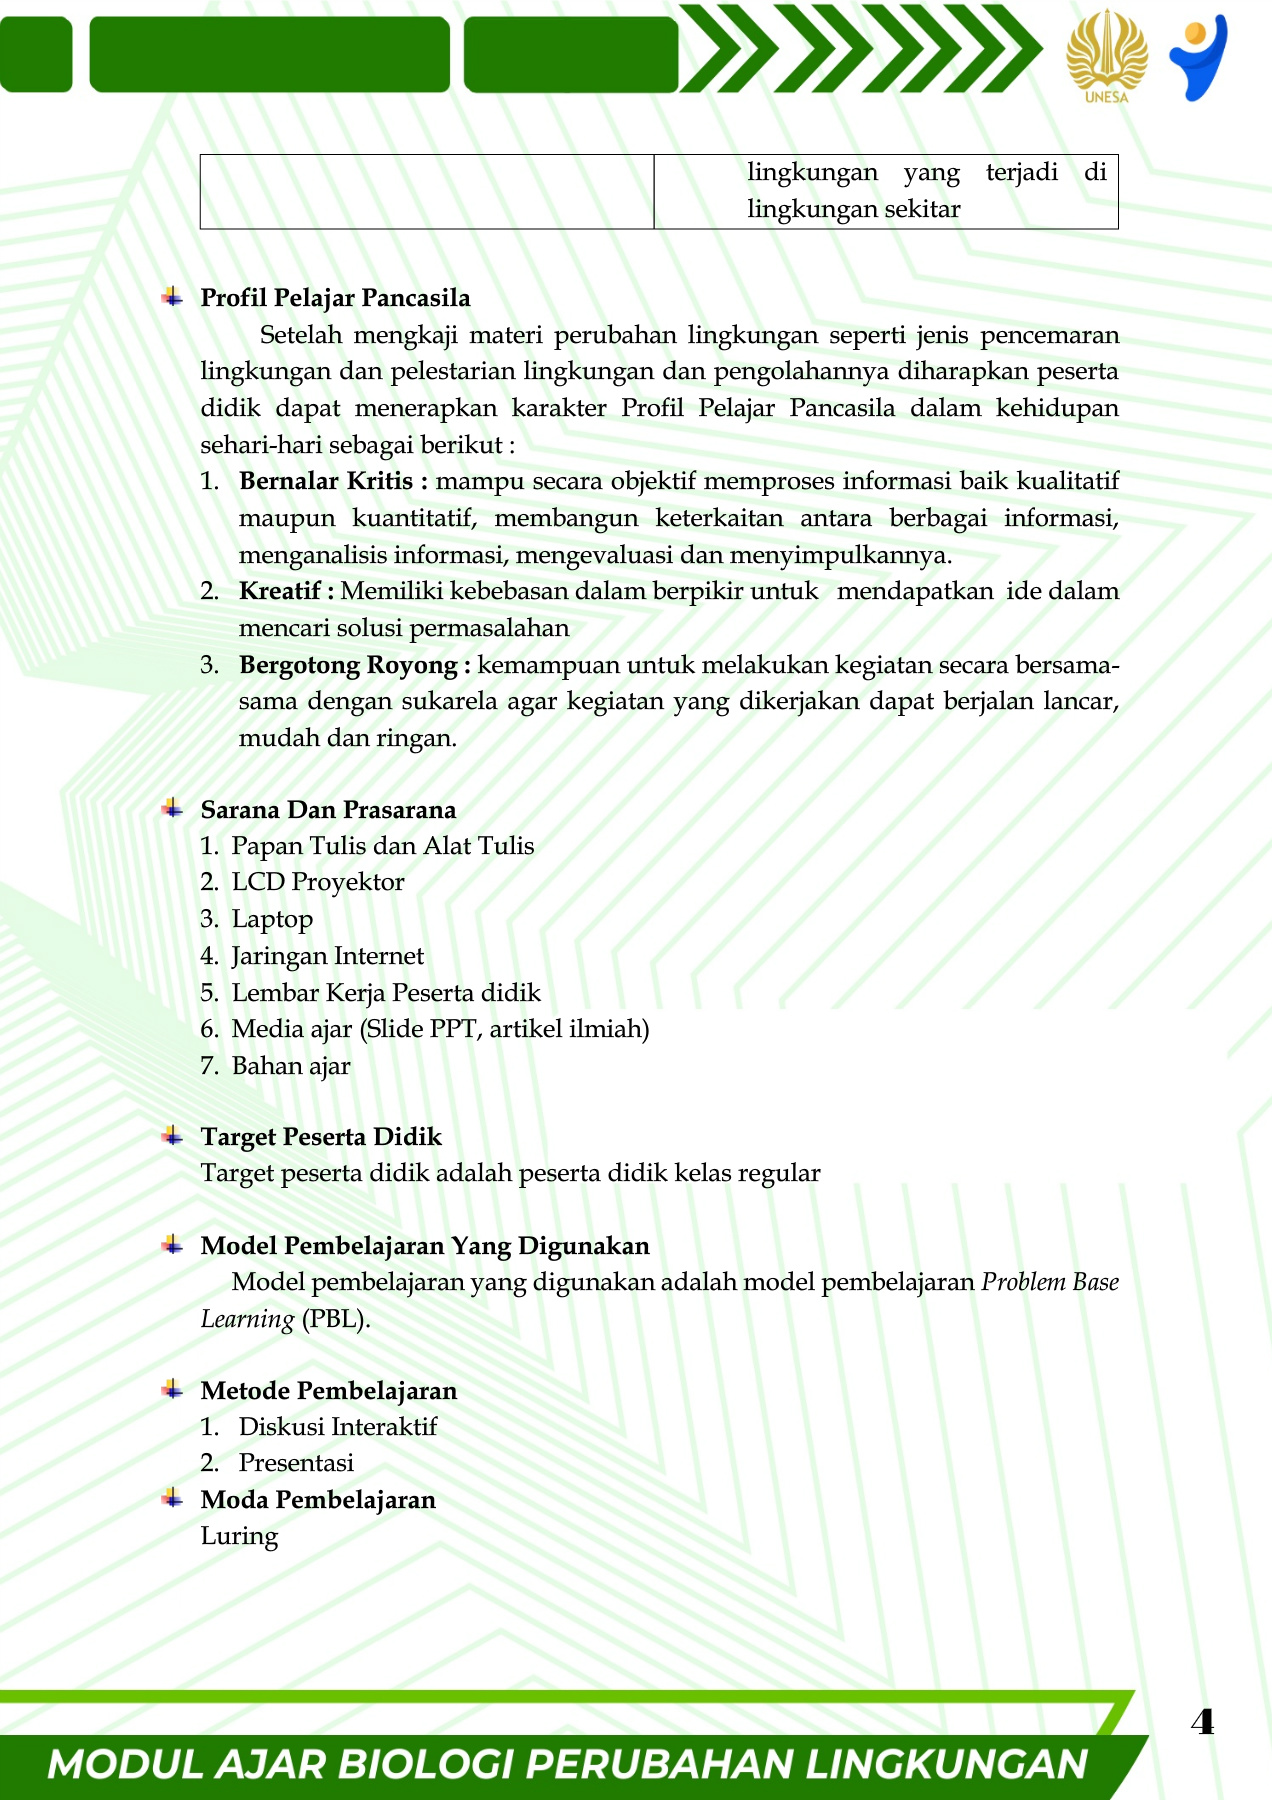 UNESA
lingkungan yang terjadi di
lingkungan sekitar
Profil Pelajar Pancasila
Setelah mengkaji materi perubahan lingkungan seperti jenis pencemaran
lingkungan dan pelestarian lingkungan dan pengolahannya diharapkan peserta
didik dapat menerapkan karakter Profil Pelajar Pancasila dalam kehidupan
sehari-hari sebagai berikut :
1. Bernalar Kritis : mampu secara objektif memproses informasi baik kualitatif
maupun kuantitatif, membangun keterkaitan antara berbagai informasi,
menganalisis informasi, mengevaluasi dan menyimpulkannya.
2. Kreatif : Memiliki kebebasan dalam berpikir untuk mendapatkan ide dalam
mencari solusi permasalahan
3. Bergotong Royong : kemampuan untuk melakukan kegiatan secara bersama-
sama dengan sukarela agar kegiatan yang dikerjakan dapat berjalan lancar,
mudah dan ringan.
Sarana Dan Prasarana
1. Papan Tulis dan Alat Tulis
2. LCD Proyektor
3. Laptop
4. Jaringan Internet
5. Lembar Kerja Peserta didik
6. Media ajar (Slide PPT, artikel ilmiah)
7. Bahan ajar
Target Peserta Didik
Target peserta didik adalah peserta didik kelas regular
Model Pembelajaran Yang Digunakan
Model pembelajaran yang digunakan adalah model pembelajaran Problem Base
Learning (PBL).
Metode Pembelajaran
1. Diskusi Interaktif
2. Presentasi
Moda Pembelajaran
Luring
4
MODUL AJAR BIOLOGI PERUBAHAN LINGKUNGAN